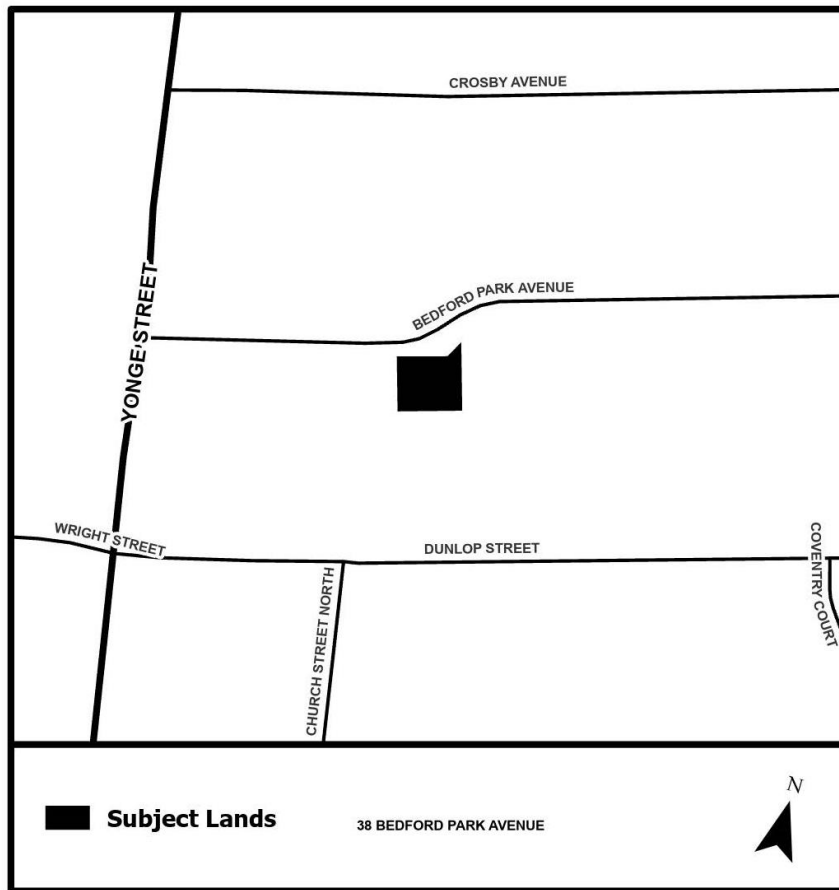 CROSBY AVENUE
BEDFORD PARK AVENUE
YONGE STREET
WRIGHT STREET
DUNLOP STREET
COVENTRY COURT
CHURCH STREET NORTH
N
Subject Lands
38 BEDFORD PARK AVENUE